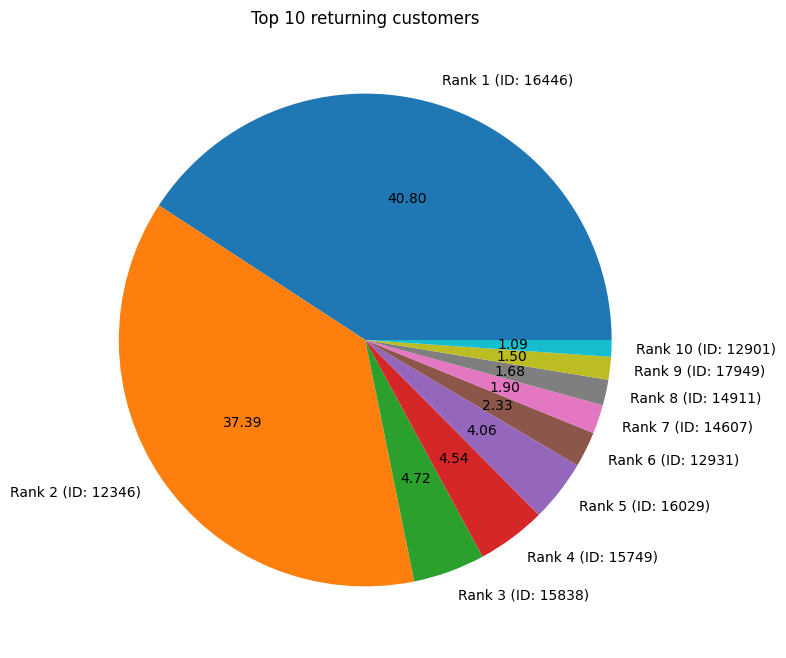 Top 10 returning customers
Rank 1 (ID: 16446)
40.80
37.39
Rank 2 (ID: 12346)
4.72
Rank 3 (ID: 15838)
4.54
Rank 4 (ID: 15749)
4.06
Rank 5 (ID: 16029)
2.33
Rank 6 (ID: 12931)
1.90
Rank 7 (ID: 14607)
1.68
Rank 8 (ID: 14911)
1.50
Rank 9 (ID: 17949)
1.09
Rank 10 (ID: 12901)